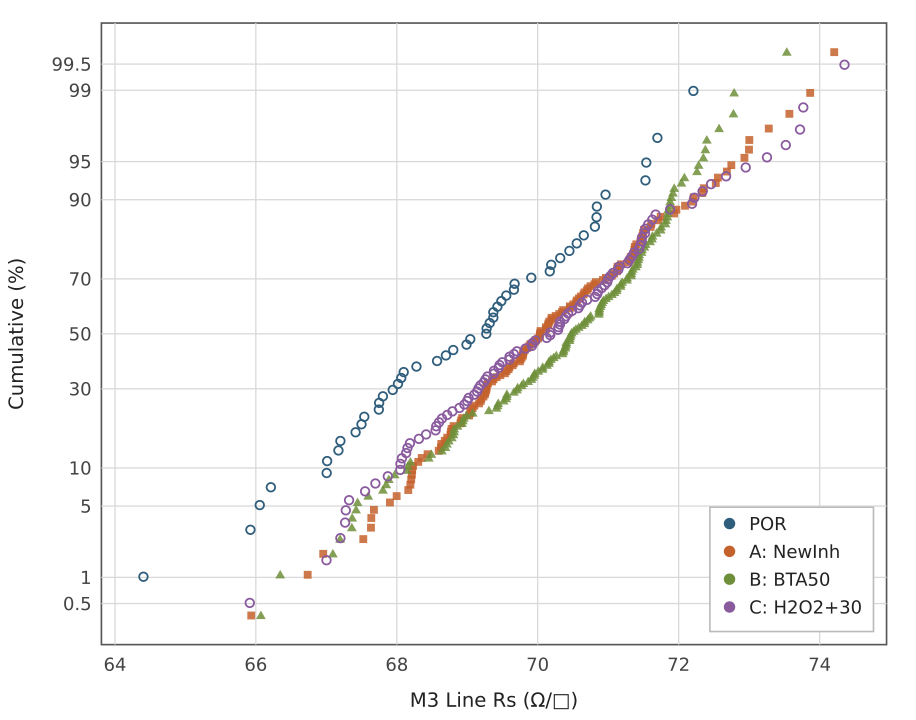 99.5
99
95
90
70
50
30
10
5
1
0.5
Cumulative (%)
64
66
68
70
72
74
M3 Line Rs (Ω/□)
POR
A: NewInh
B: BTA50
C: H2O2+30